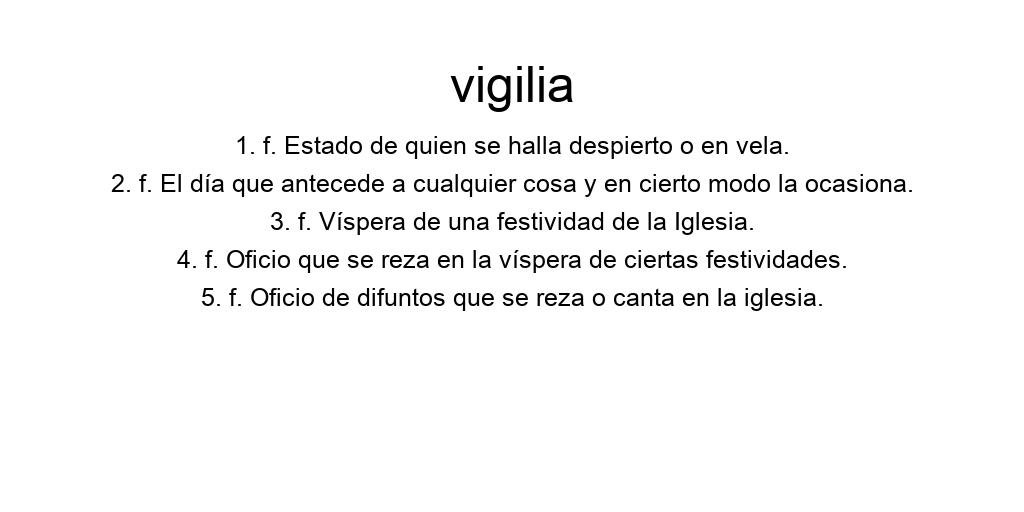 vigilia
1. f. Estado de quien se halla despierto o en vela.
2. f. El día que antecede a cualquier cosa y en cierto modo la ocasiona.
3. f. Víspera de una festividad de la Iglesia.
4. f. Oficio que se reza en la víspera de ciertas festividades.
5. f. Oficio de difuntos que se reza o canta en la iglesia.